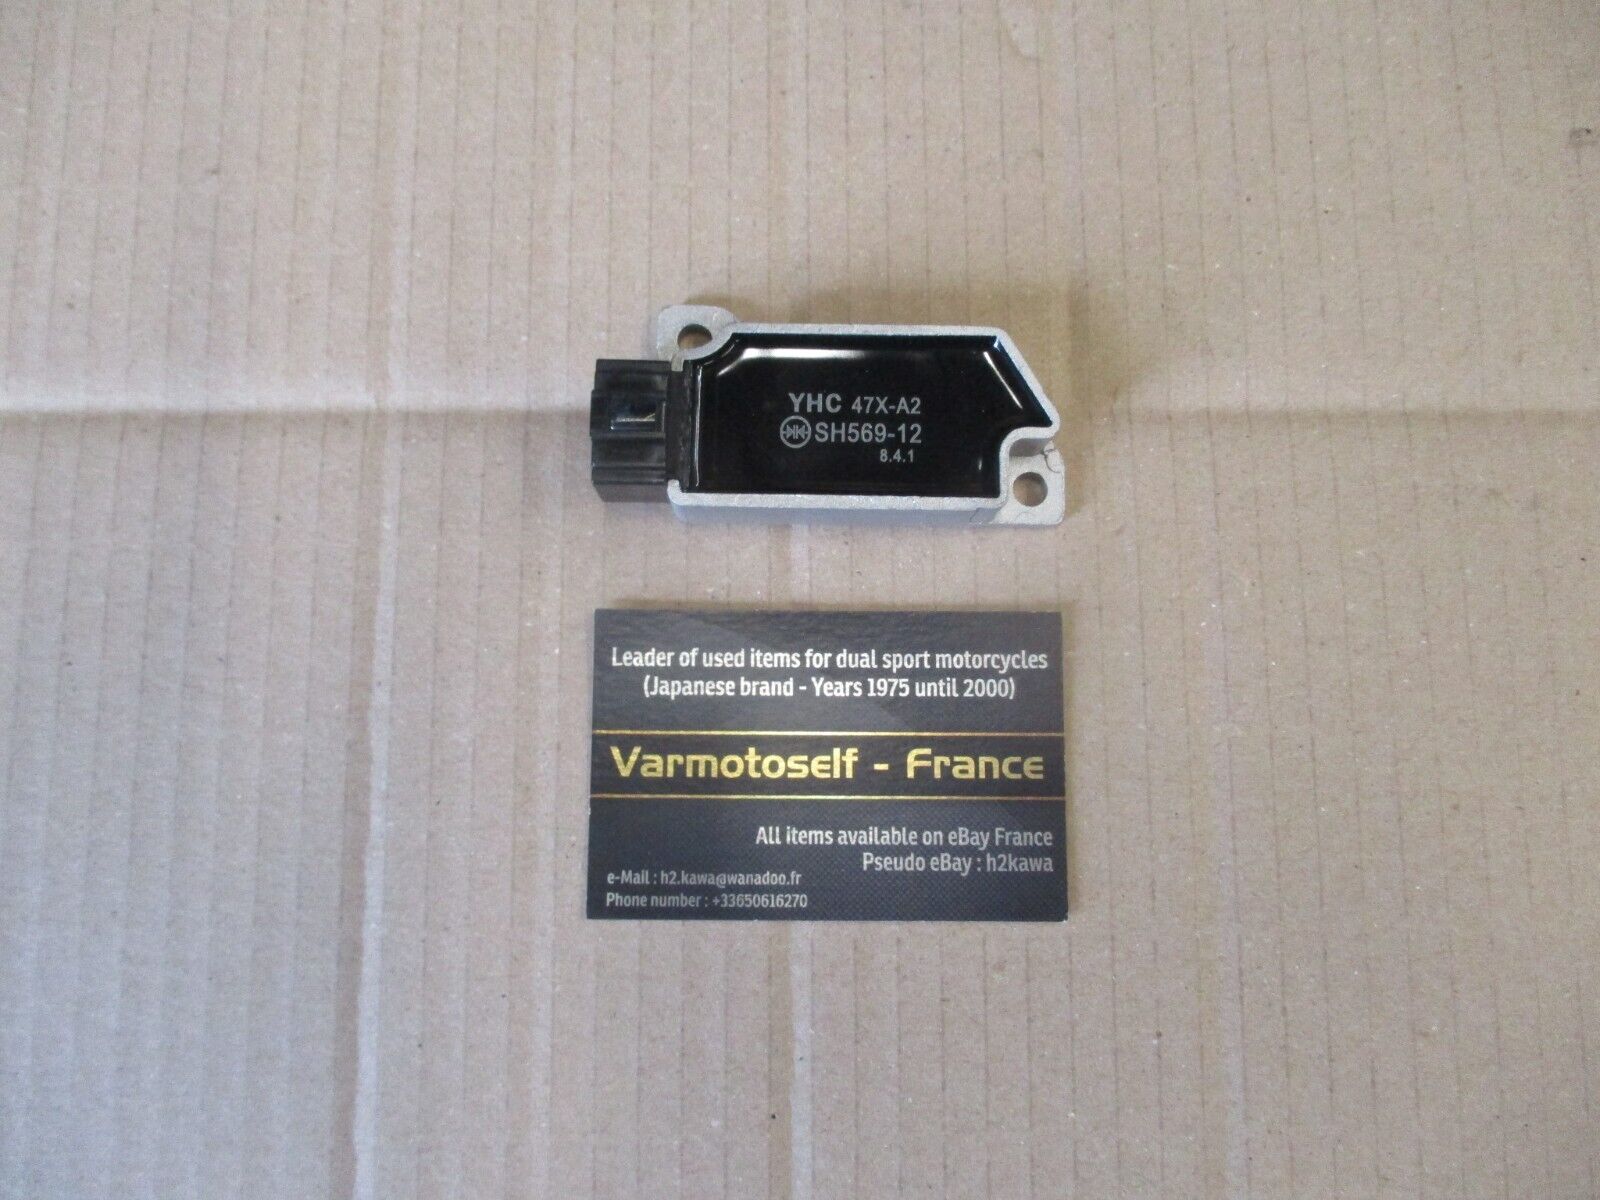 YHC 47X-A2
SH569-12
8.4.1
Leader of used items for dual sport motorcycles
(Japanese brand - Years 1975 until 2000)
Varmotoself - France
All items available on eBay France
Pseudo eBay : h2kawa
e-Mail : h2.kawa@wanadoo.fr
Phone number : +33650616270